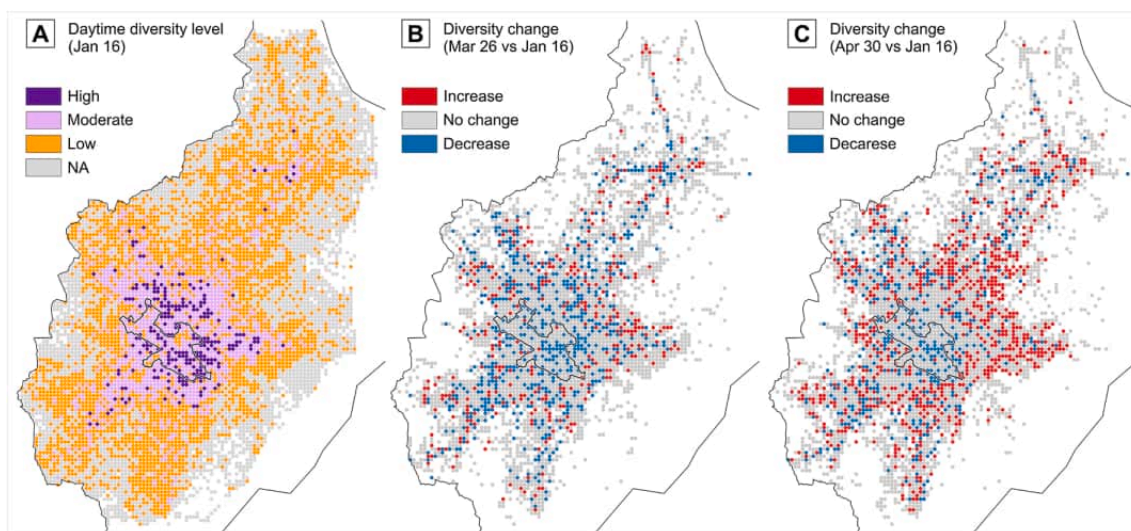 A
Daytime diversity level
(Jan 16)
High
Moderate
Low
NA
B
Diversity change
(Mar 26 vs Jan 16)
Increase
No change
Decrease
C
Diversity change
(Apr 30 vs Jan 16)
Increase
No change
Decarese